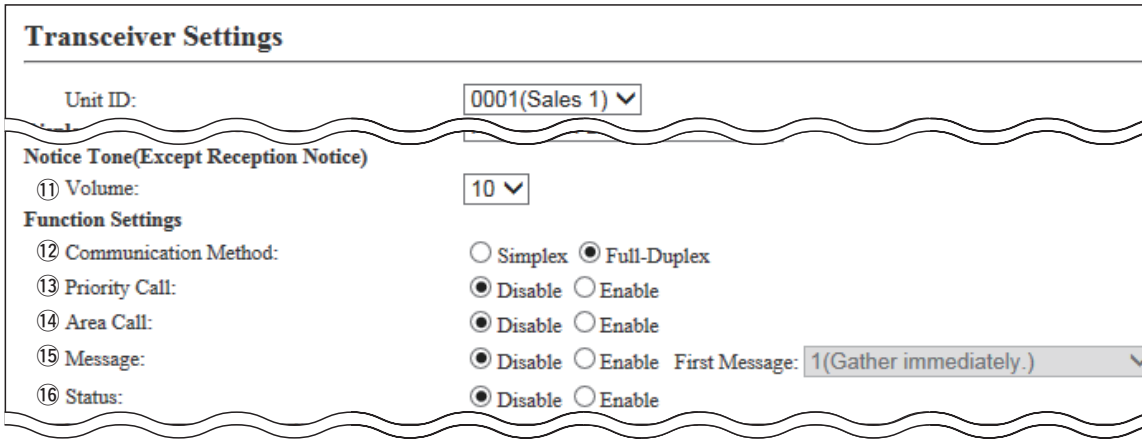 Transceiver Settings
Unit ID: 0001(Sales 1)
Notice Tone(Except Reception Notice)
⑪ Volume: 10
Function Settings
⑫ Communication Method: Simplex Full-Duplex
⑬ Priority Call: Disable Enable
⑭ Area Call: Disable Enable
⑮ Message: Disable Enable First Message: 1(Gather immediately.)
⑯ Status: Disable Enable